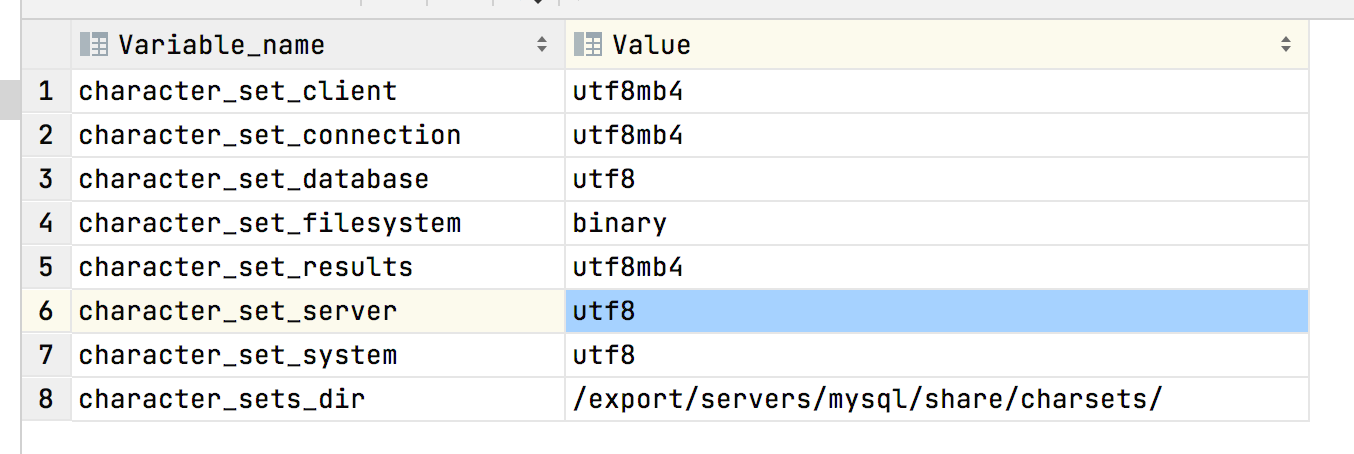 Variable_name Value
1 character_set_client utf8mb4
2 character_set_connection utf8mb4
3 character_set_database utf8
4 character_set_filesystem binary
5 character_set_results utf8mb4
6 character_set_server utf8
7 character_set_system utf8
8 character_sets_dir /export/servers/mysql/share/charsets/